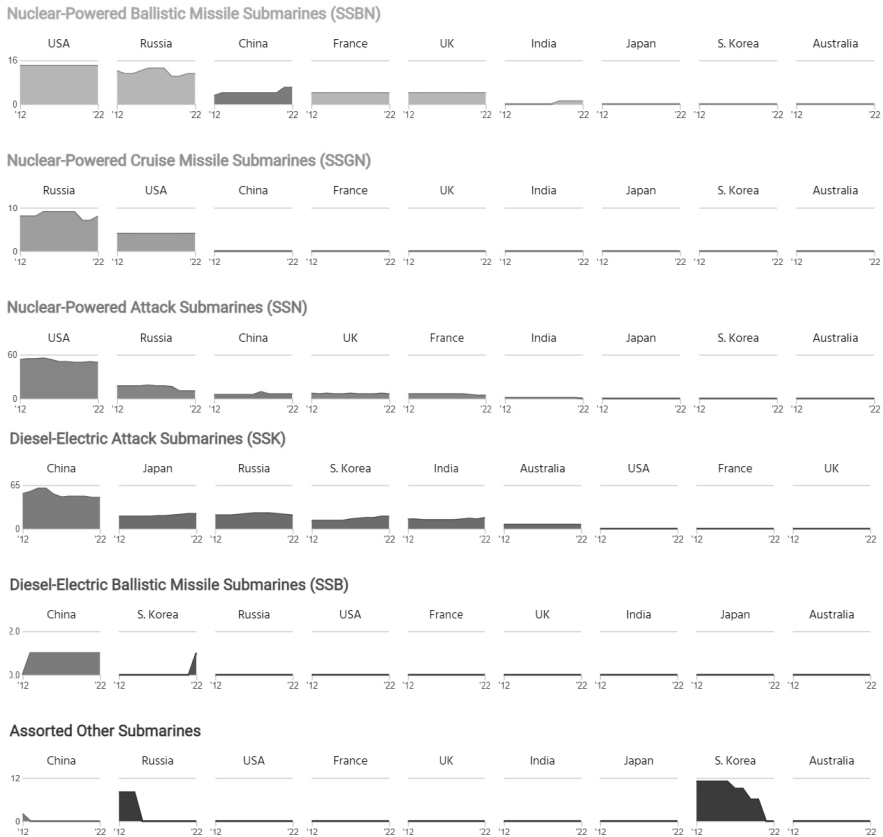 Nuclear-Powered Ballistic Missile Submarines (SSBN)
USA Russia China France UK India Japan S. Korea Australia
16
0
'12 '22 '12 '22 '12 '22 '12 '22 '12 '22 '12 '22 '12 '22 '12 '22 '12 '22
Nuclear-Powered Cruise Missile Submarines (SSGN)
Russia USA China France UK India Japan S. Korea Australia
10
0
'12 '22 '12 '22 '12 '22 '12 '22 '12 '22 '12 '22 '12 '22 '12 '22 '12 '22
Nuclear-Powered Attack Submarines (SSN)
USA Russia China UK France India Japan S. Korea Australia
60
0
'12 '22 '12 '22 '12 '22 '12 '22 '12 '22 '12 '22 '12 '22 '12 '22 '12 '22
Diesel-Electric Attack Submarines (SSK)
China Japan Russia S. Korea India Australia USA France UK
65
0
'12 '22 '12 '22 '12 '22 '12 '22 '12 '22 '12 '22 '12 '22 '12 '22 '12 '22
Diesel-Electric Ballistic Missile Submarines (SSB)
China S. Korea Russia USA France UK India Japan Australia
2.0
0.0
'12 '22 '12 '22 '12 '22 '12 '22 '12 '22 '12 '22 '12 '22 '12 '22 '12 '22
Assorted Other Submarines
China Russia USA France UK India Japan S. Korea Australia
12
0
'12 '22 '12 '22 '12 '22 '12 '22 '12 '22 '12 '22 '12 '22 '12 '22 '12 '22